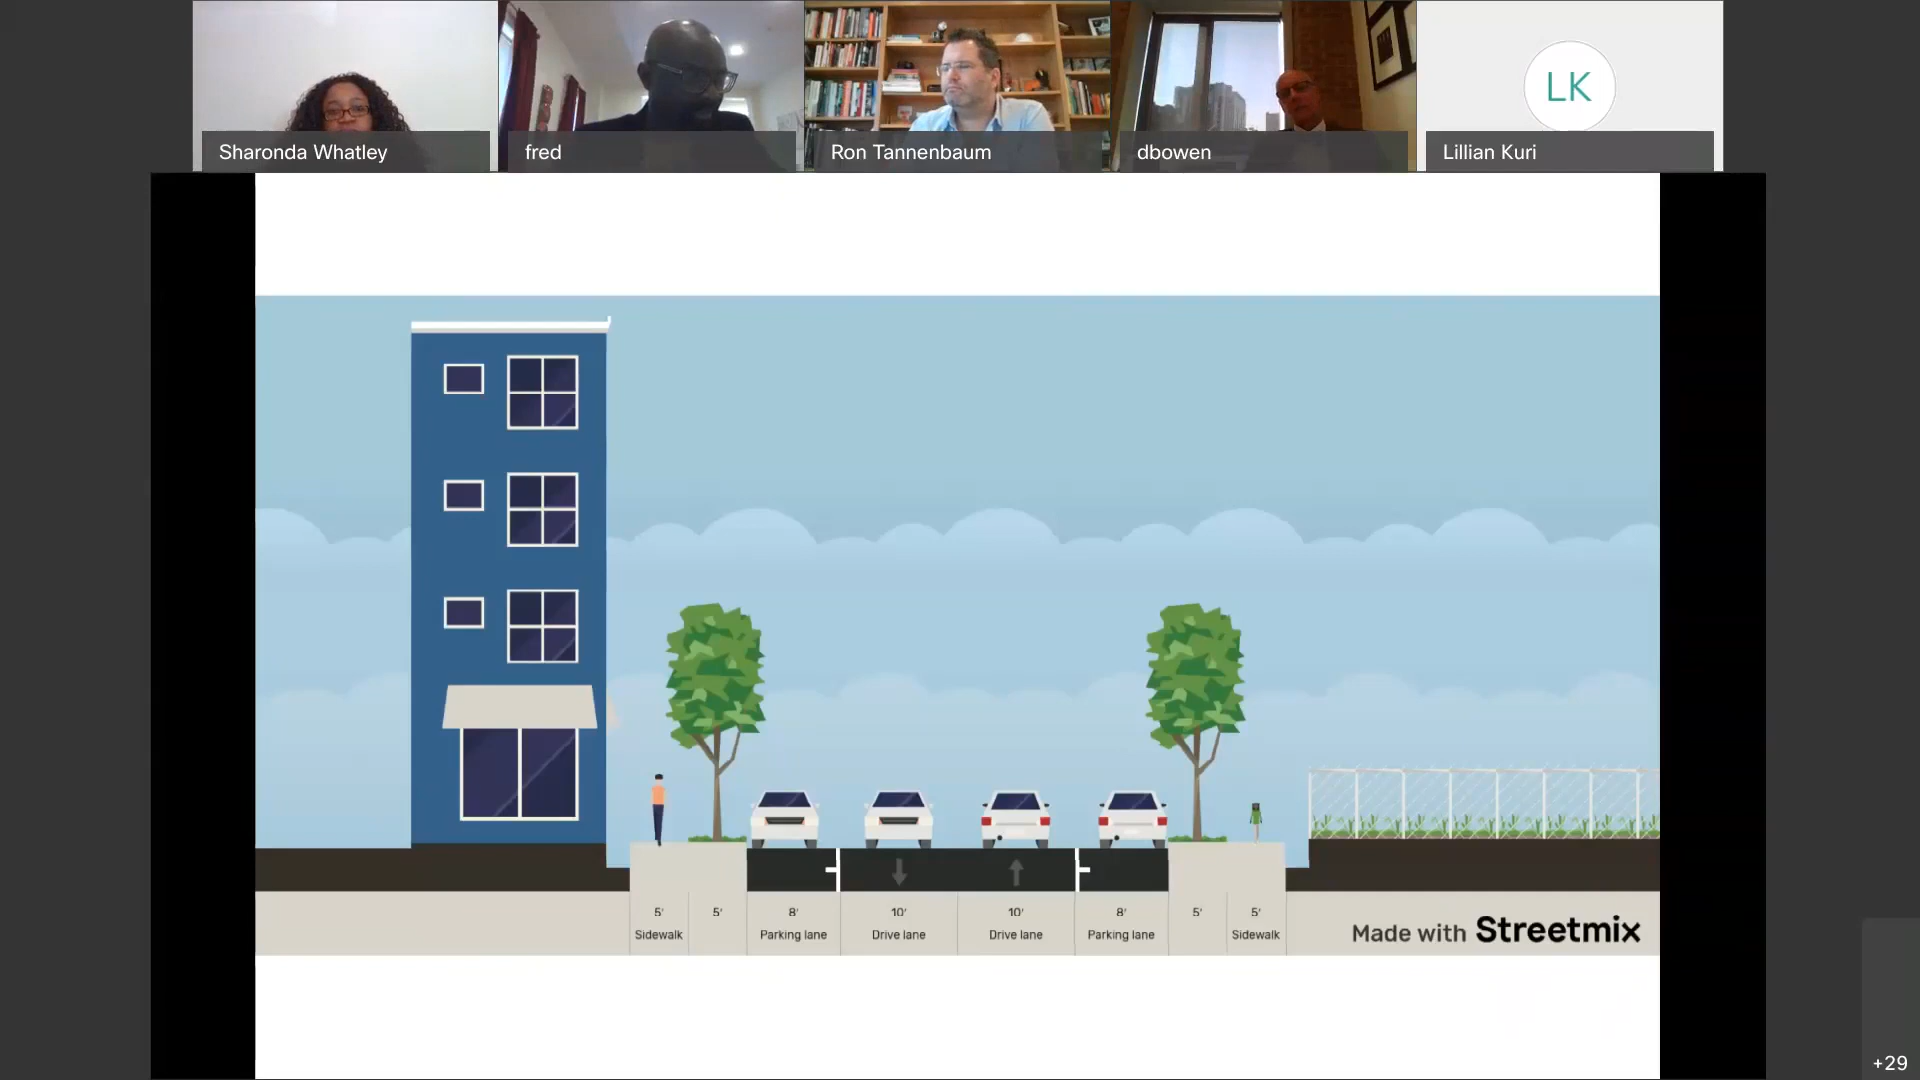 Sharonda Whatley
fred
Ron Tannenbaum
dbowen
LK
Lillian Kuri
5'
5'
8'
10'
10'
8'
5'
5'
Sidewalk
Parking lane
Drive lane
Drive lane
Parking lane
Sidewalk
Made with Streetmix
+29